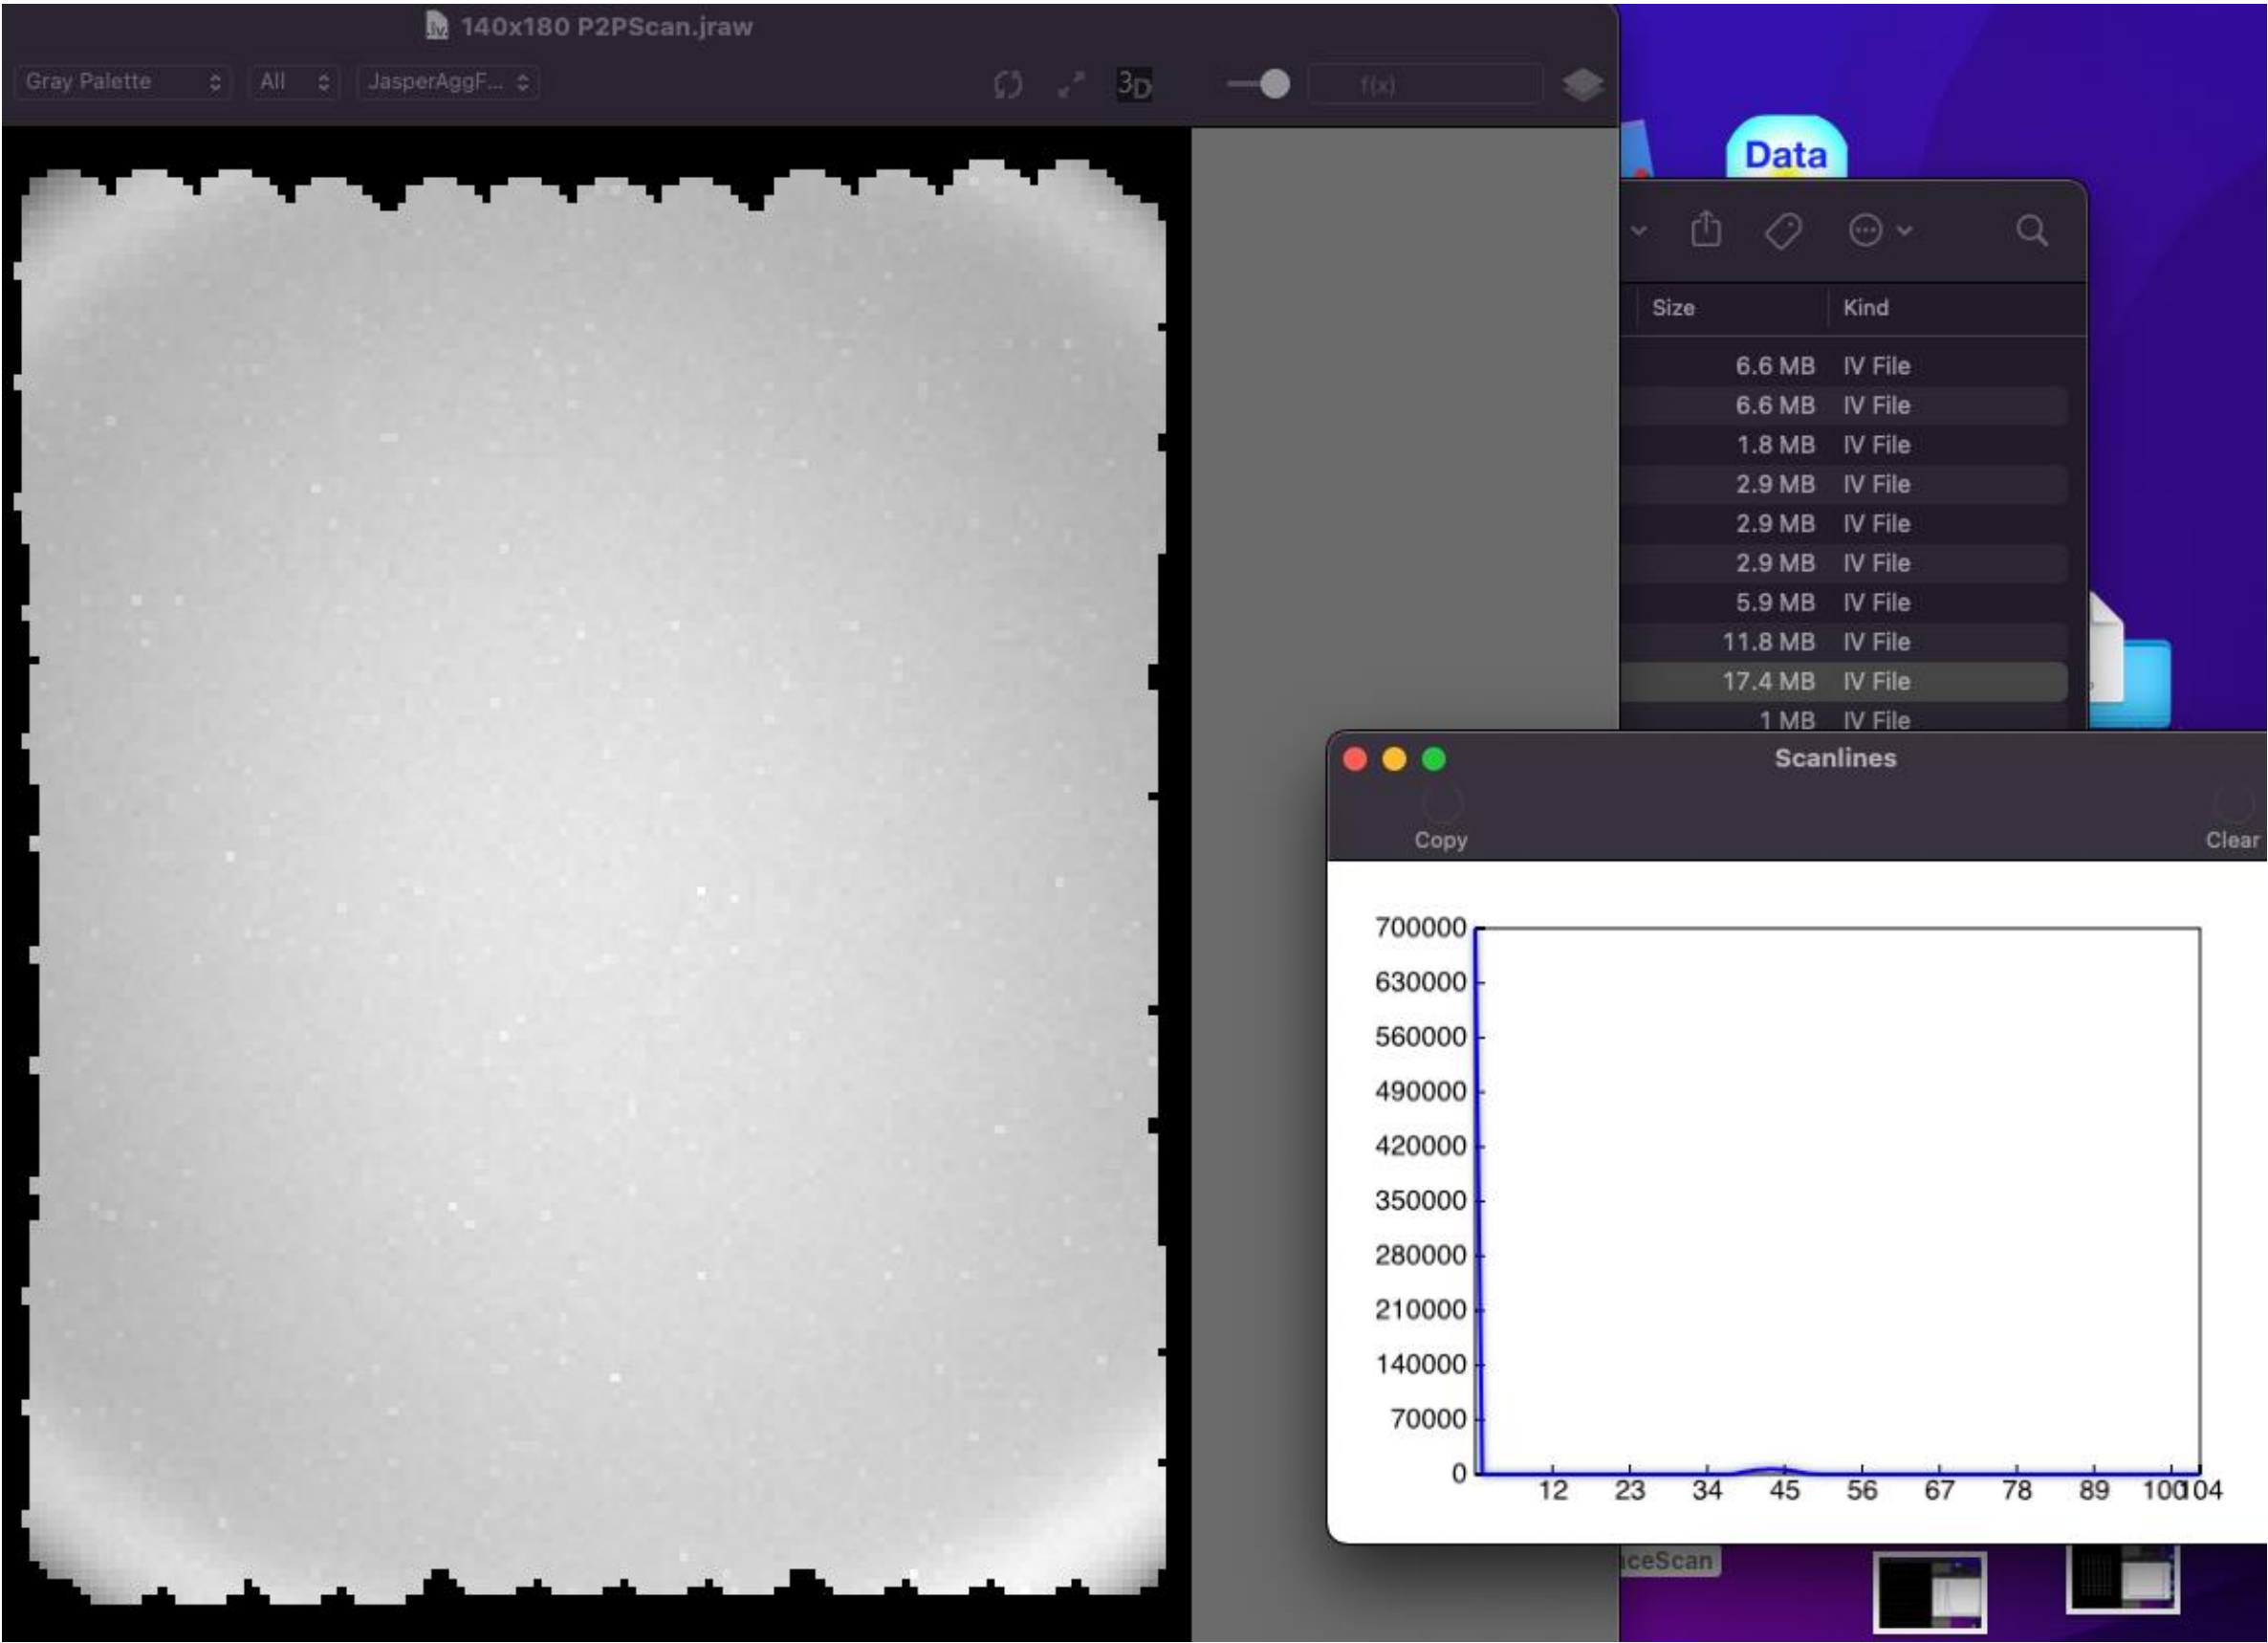 140x180 P2PScan.jraw
Gray Palette All JasperAggF... 3D f(x)
Data
Size Kind
6.6 MB IV File
6.6 MB IV File
1.8 MB IV File
2.9 MB IV File
2.9 MB IV File
2.9 MB IV File
5.9 MB IV File
11.8 MB IV File
17.4 MB IV File
1 MB IV File
Scanlines
Copy Clear
700000
630000
560000
490000
420000
350000
280000
210000
140000
70000
0
12 23 34 45 56 67 78 89 100 104
ceScan